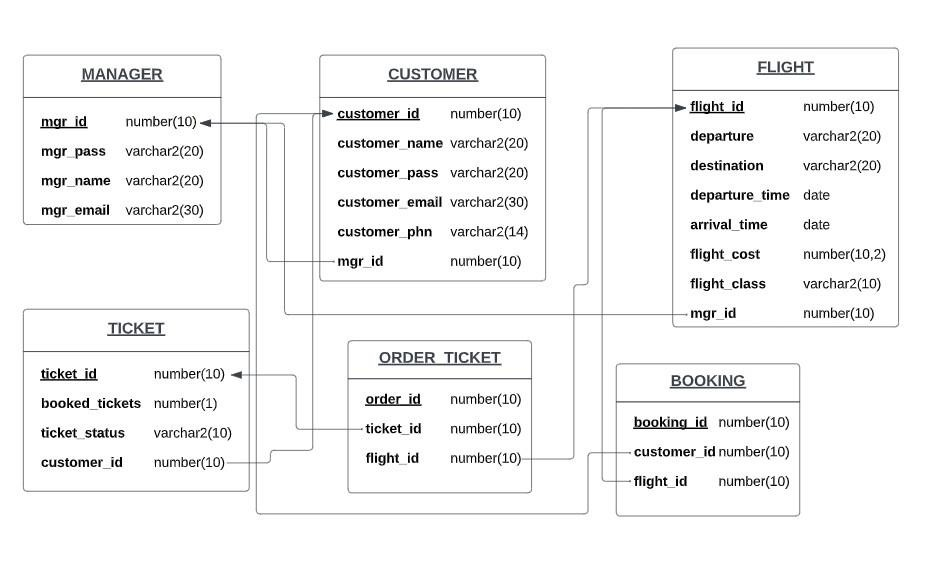 MANAGER
mgr_id number(10)
mgr_pass varchar2(20)
mgr_name varchar2(20)
mgr_email varchar2(30)
CUSTOMER
customer_id number(10)
customer_name varchar2(20)
customer_pass varchar2(20)
customer_email varchar2(30)
customer_phn varchar2(14)
mgr_id number(10)
FLIGHT
flight_id number(10)
departure varchar2(20)
destination varchar2(20)
departure_time date
arrival_time date
flight_cost number(10,2)
flight_class varchar2(10)
mgr_id number(10)
TICKET
ticket_id number(10)
booked_tickets number(1)
ticket_status varchar2(10)
customer_id number(10)
ORDER_TICKET
order_id number(10)
ticket_id number(10)
flight_id number(10)
BOOKING
booking_id number(10)
customer_id number(10)
flight_id number(10)